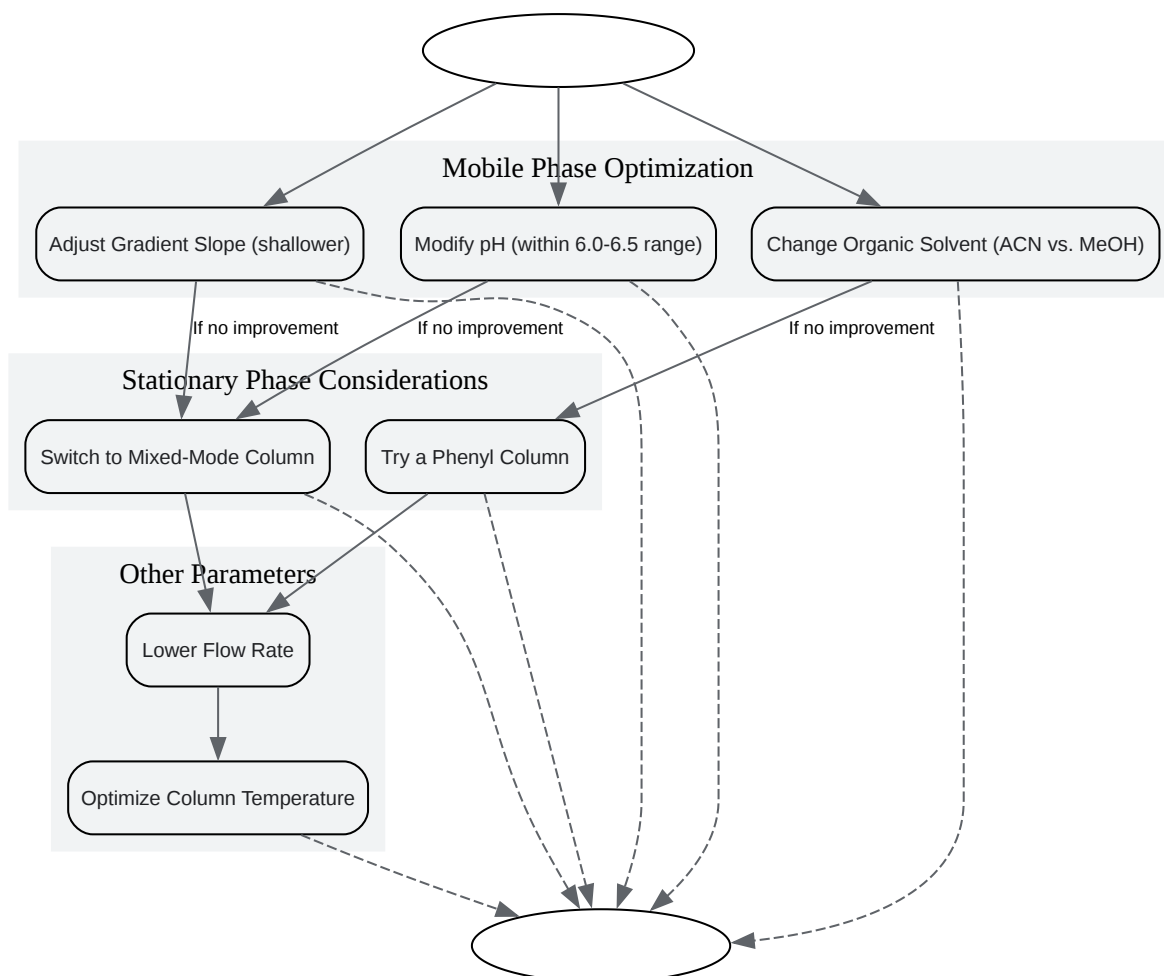 Mobile Phase Optimization
Adjust Gradient Slope (shallower)
Modify pH (within 6.0-6.5 range)
Change Organic Solvent (ACN vs. MeOH)
If no improvement
If no improvement
If no improvement
Stationary Phase Considerations
Switch to Mixed-Mode Column
Try a Phenyl Column
Other Parameters
Lower Flow Rate
Optimize Column Temperature